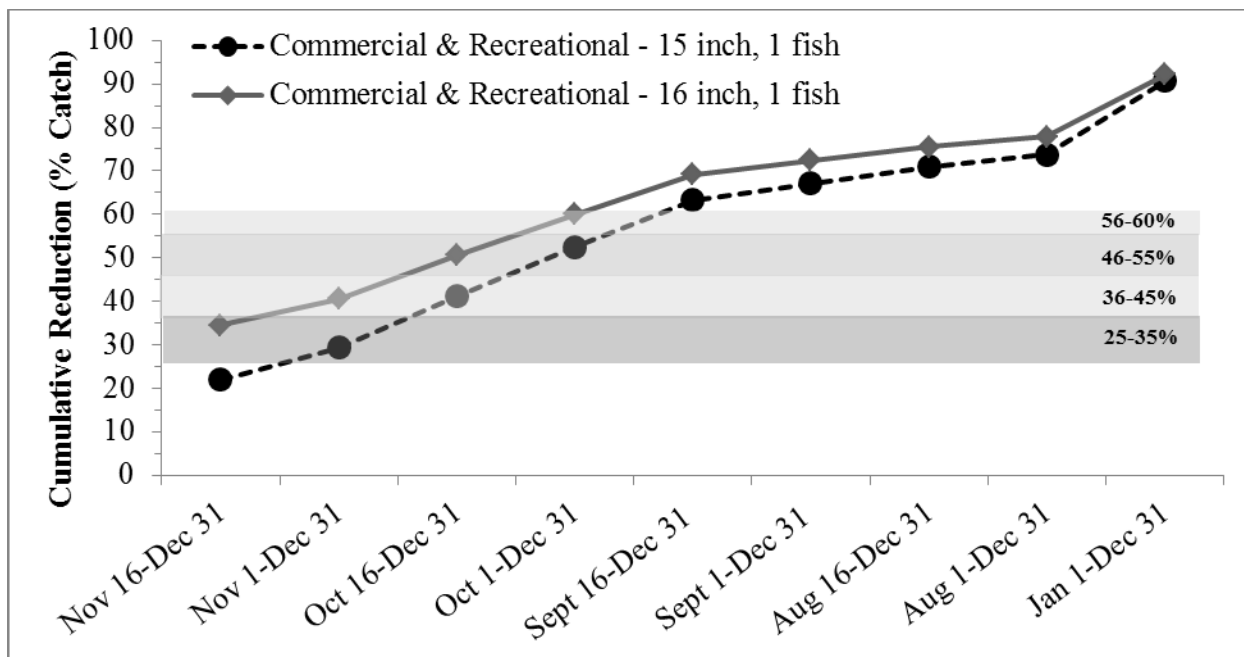 Cumulative Reduction (% Catch)
100
90
80
70
60
50
40
30
20
10
0
Commercial & Recreational - 15 inch, 1 fish
Commercial & Recreational - 16 inch, 1 fish
56-60%
46-55%
36-45%
25-35%
Nov 16-Dec 31
Nov 1-Dec 31
Oct 16-Dec 31
Oct 1-Dec 31
Sept 16-Dec 31
Sept 1-Dec 31
Aug 16-Dec 31
Aug 1-Dec 31
Jan 1-Dec 31